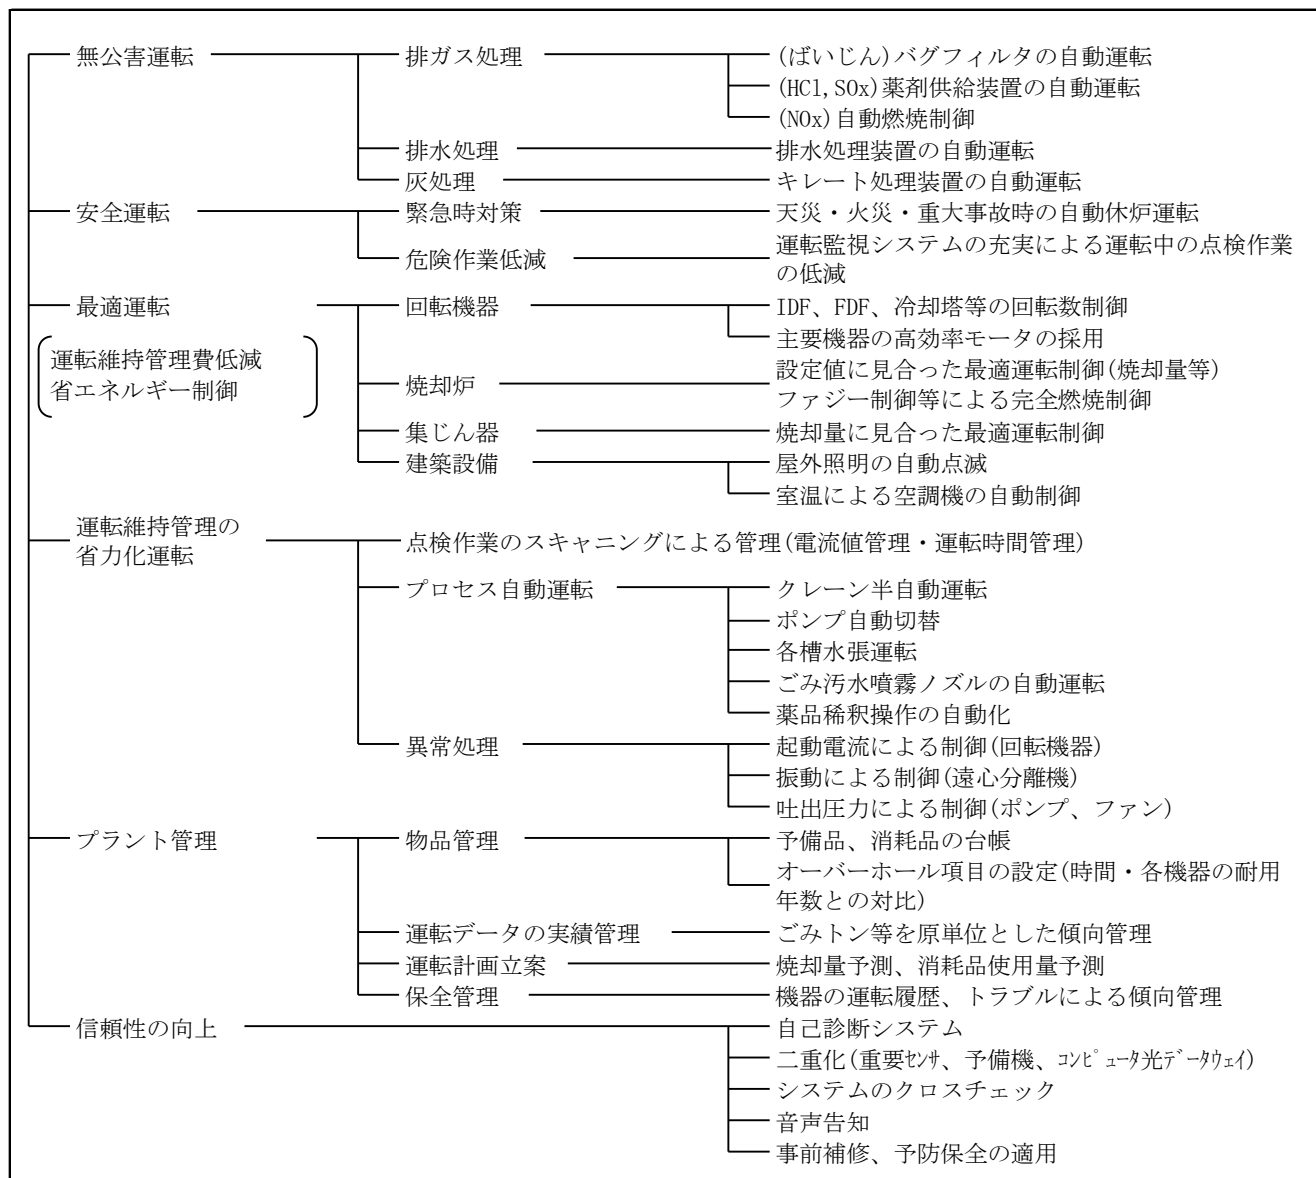 無公害運転
排ガス処理
(ばいじん)バグフィルタの自動運転
(HCl,SOx)薬剤供給装置の自動運転
(NOx)自動燃焼制御
排水処理
排水処理装置の自動運転
灰処理
キレート処理装置の自動運転
安全運転
緊急時対策
天災・火災・重大事故時の自動休炉運転
危険作業低減
運転監視システムの充実による運転中の点検作業
の低減
最適運転
運転維持管理費低減
省エネルギー制御
回転機器
IDF、FDF、冷却塔等の回転数制御
主要機器の高効率モータの採用
焼却炉
設定値に見合った最適運転制御(焼却量等)
ファジー制御等による完全燃焼制御
集じん器
焼却量に見合った最適運転制御
建築設備
屋外照明の自動点滅
室温による空調機の自動制御
運転維持管理の
省力化運転
点検作業のスキャニングによる管理(電流値管理・運転時間管理)
プロセス自動運転
クレーン半自動運転
ポンプ自動切替
各槽水張運転
ごみ汚水噴霧ノズルの自動運転
薬品稀釈操作の自動化
異常処理
起動電流による制御(回転機器)
振動による制御(遠心分離機)
吐出圧力による制御(ポンプ、ファン)
プラント管理
物品管理
予備品、消耗品の台帳
オーバーホール項目の設定(時間・各機器の耐用
年数との対比)
運転データの実績管理
ごみトン等を原単位とした傾向管理
運転計画立案
焼却量予測、消耗品使用量予測
保全管理
機器の運転履歴、トラブルによる傾向管理
信頼性の向上
自己診断システム
二重化(重要ｾﾝｻ、予備機、ｺﾝﾋﾟｭｰﾀ光ﾃﾞｰﾀｳｪｲ)
システムのクロスチェック
音声告知
事前補修、予防保全の適用